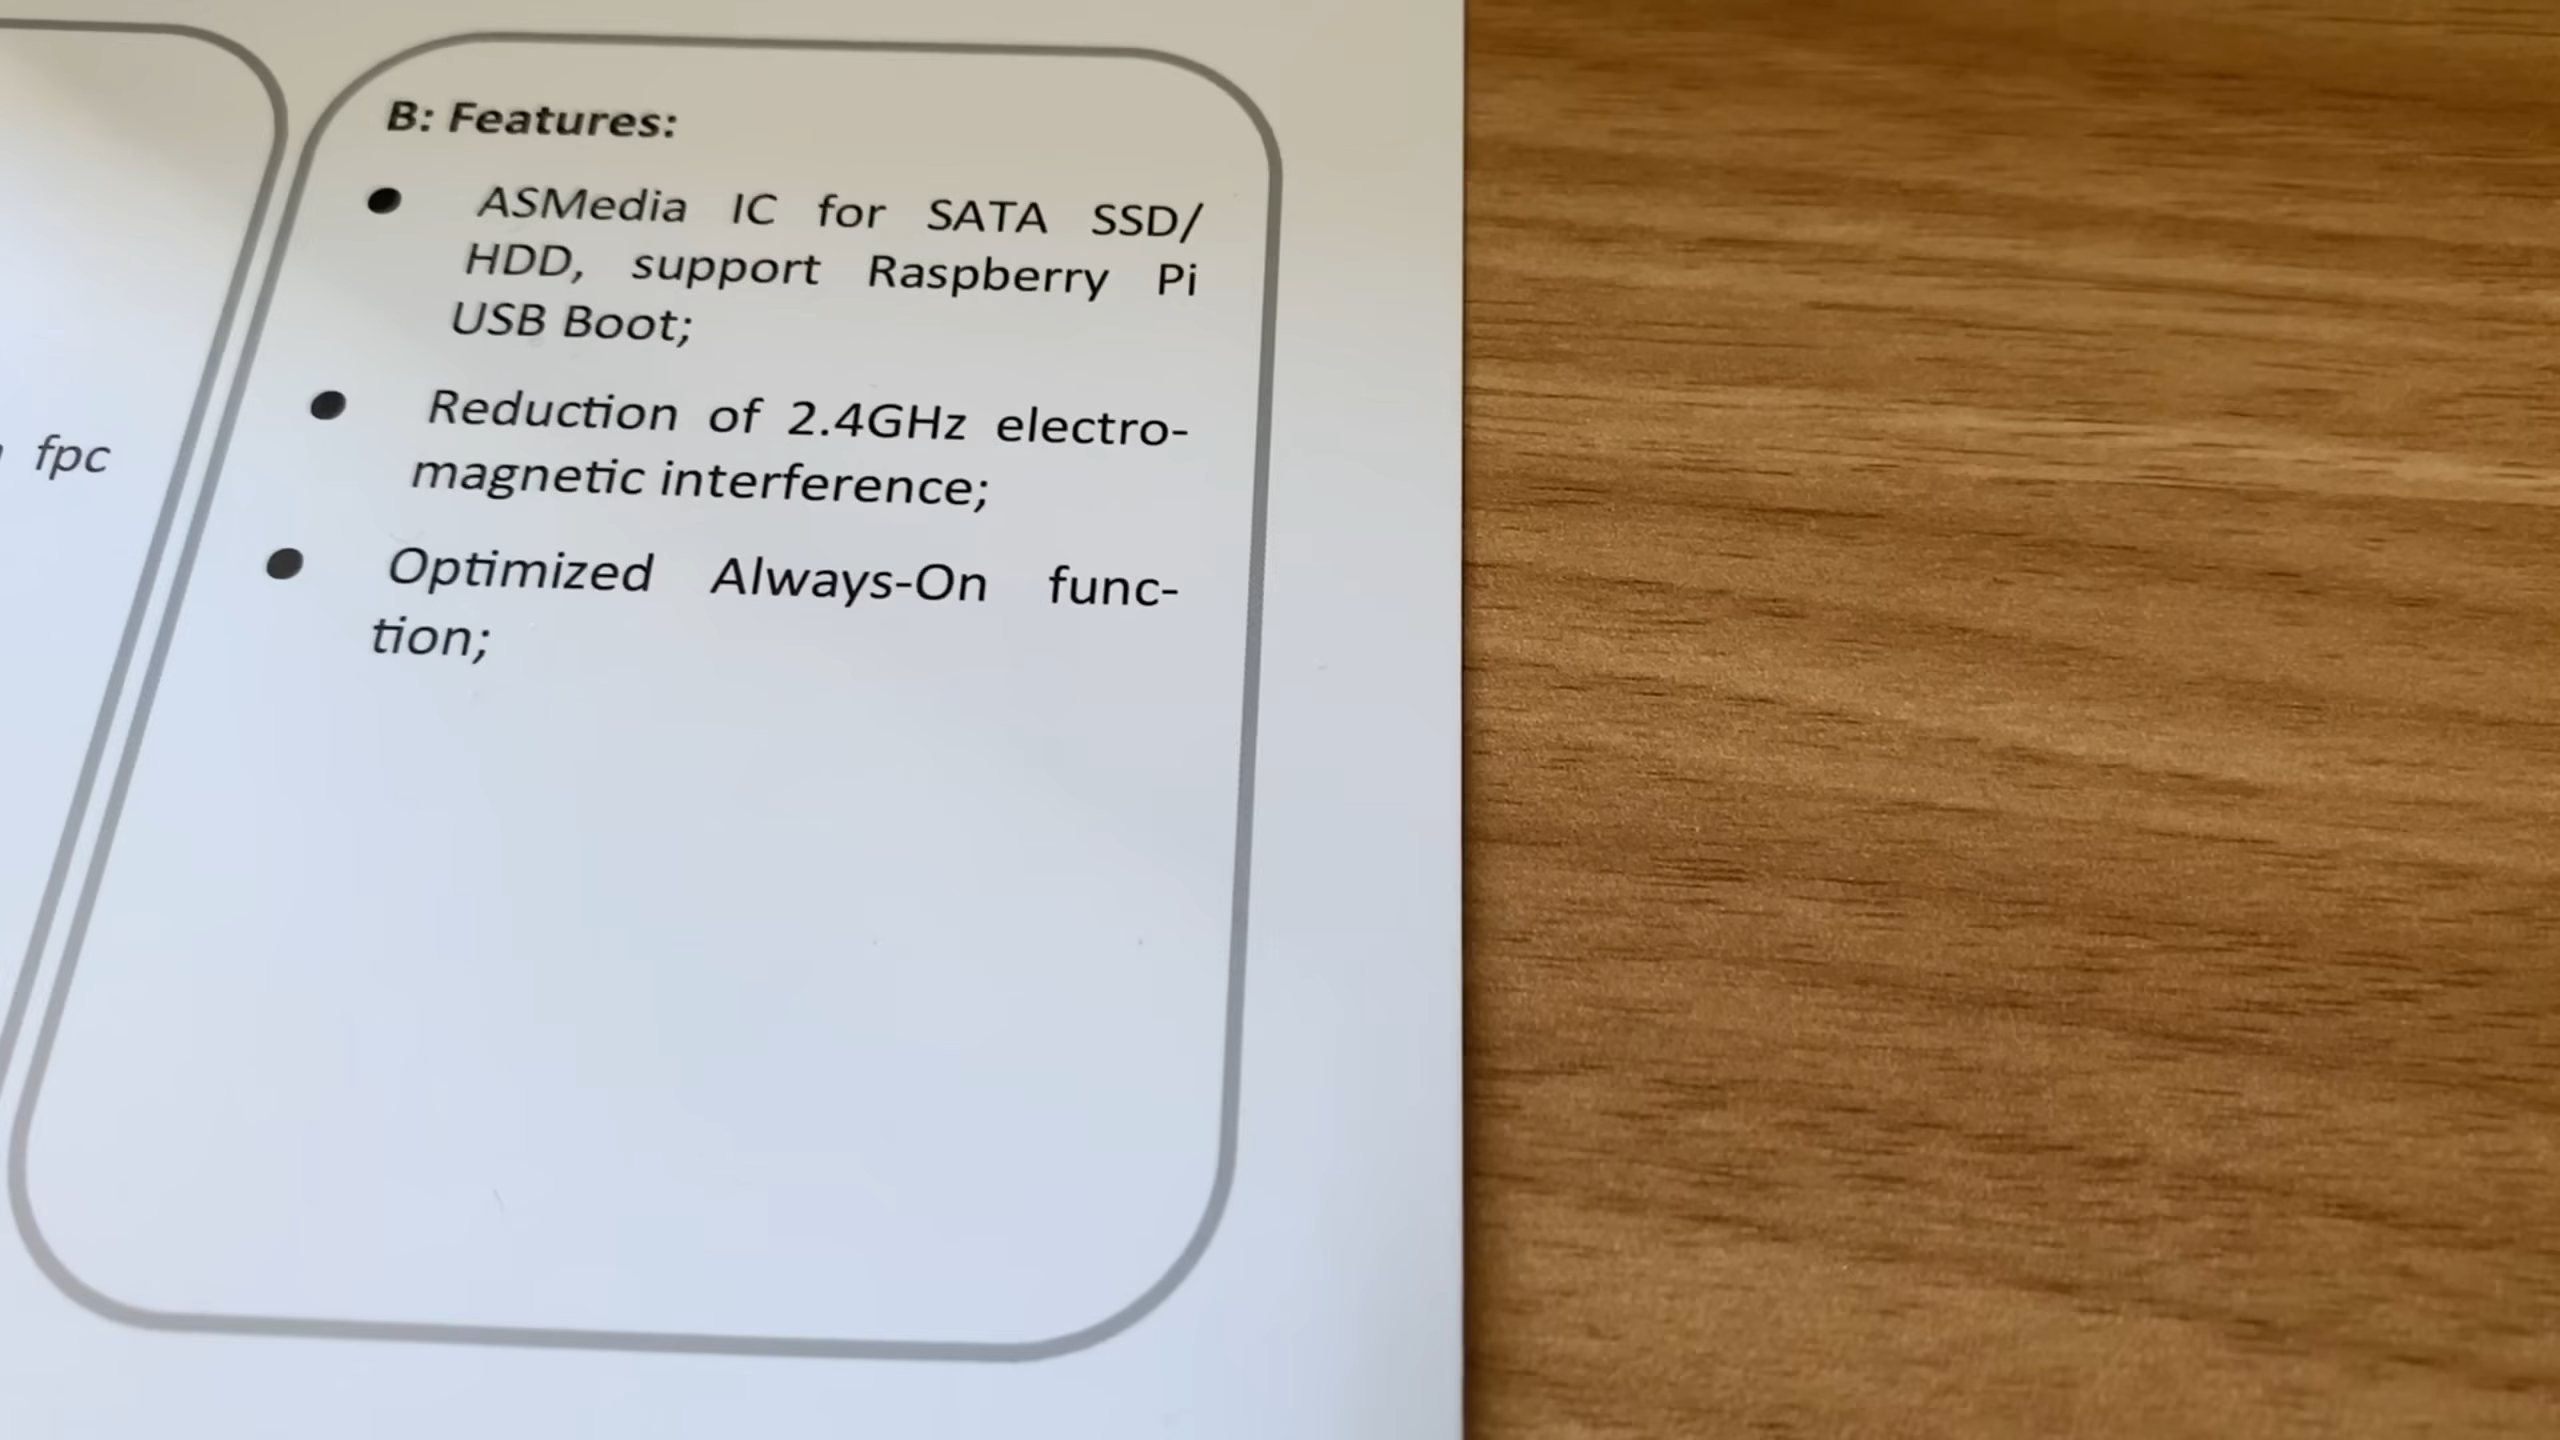 fpc
B: Features:
● ASMedia IC for SATA SSD/
HDD, support Raspberry Pi
USB Boot;
● Reduction of 2.4GHz electro-
magnetic interference;
● Optimized Always-On func-
tion;